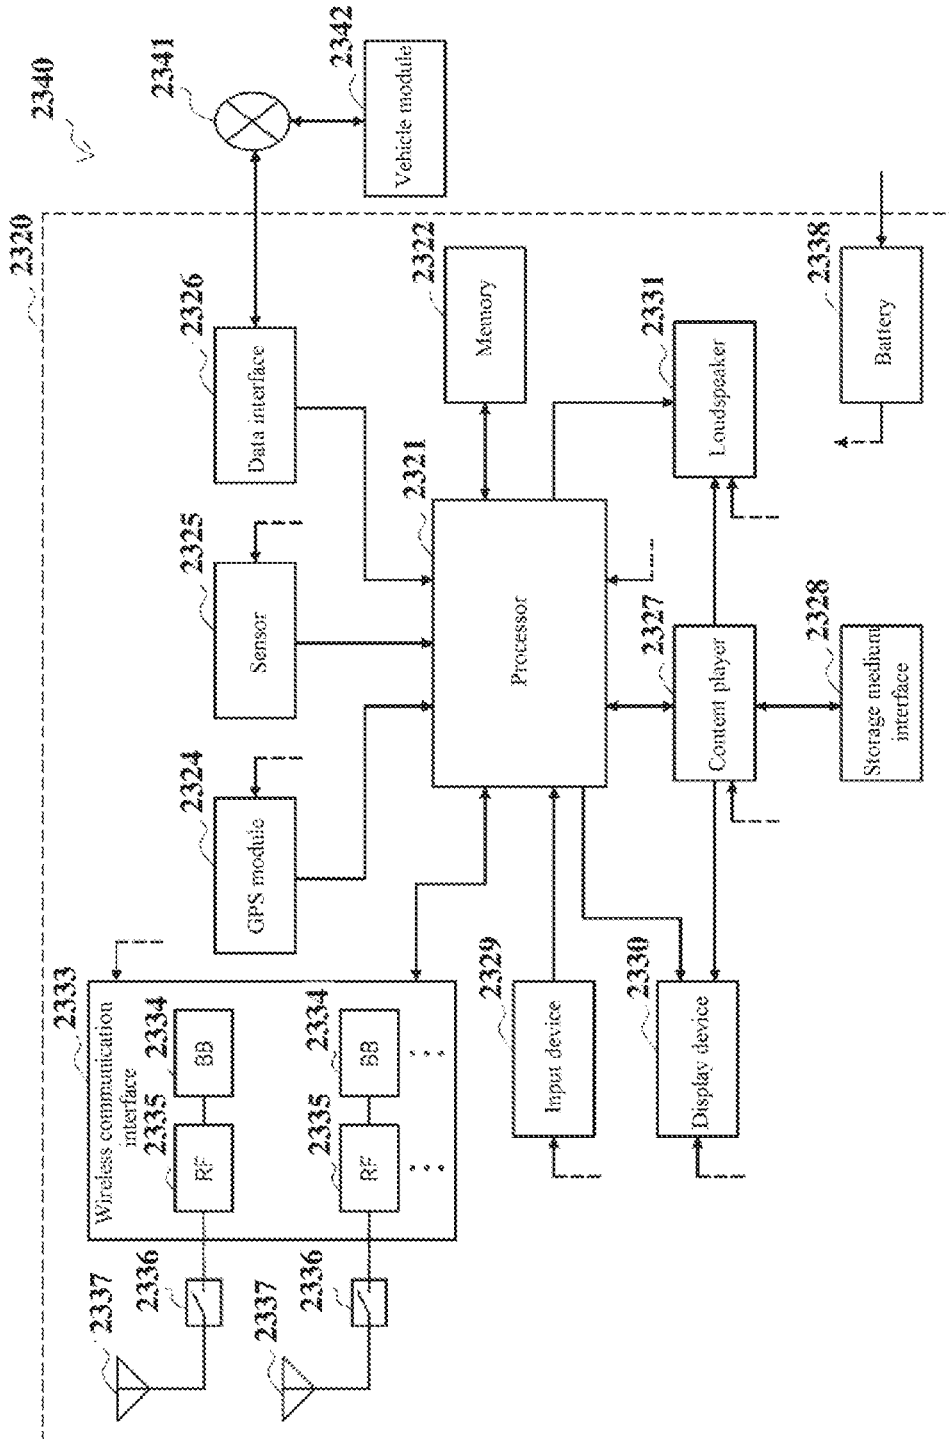 2340
2320
2341
2342
Vehicle module
2326
Data interface
2322
Memory
2338
Battery
2325
Sensor
2321
Processor
2331
Loudspeaker
2324
GPS module
2327
Content player
2328
Storage medium
interface
2333
Wireless communication
interface
2334
BB
2335
RF
2334
BB
2335
RF
2329
Input device
2330
Display device
2336
2337
2336
2337